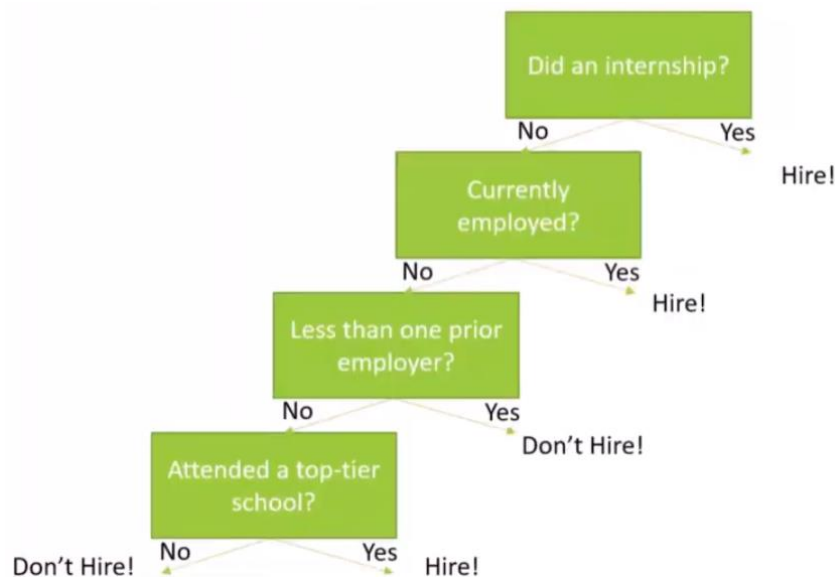 Did an internship?
No
Yes
Hire!
Currently
employed?
No
Yes
Hire!
Less than one prior
employer?
No
Yes
Don't Hire!
Attended a top-tier
school?
No
Yes
Don't Hire!
Hire!